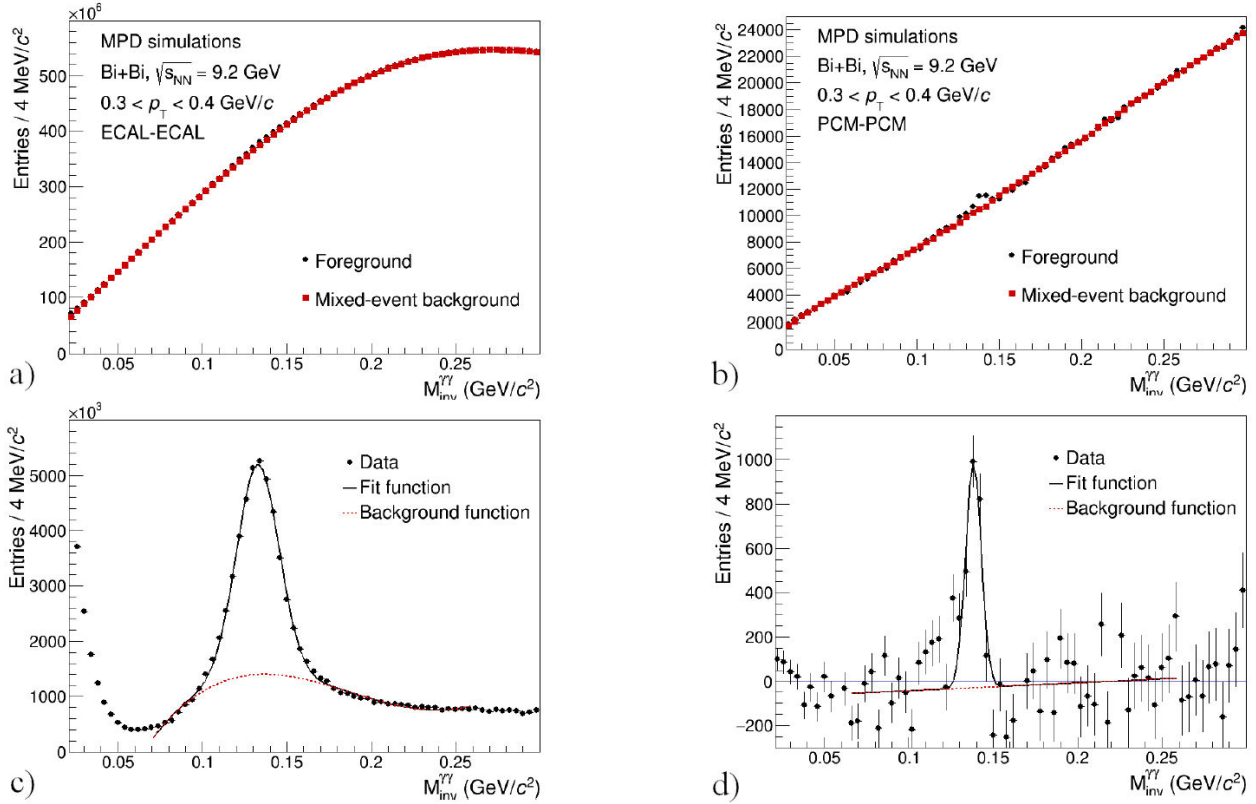 ×10⁶
Entries / 4 MeV/c²
500
400
300
200
100
0
MPD simulations
Bi+Bi, √sNN = 9.2 GeV
0.3 < pT < 0.4 GeV/c
ECAL-ECAL
Foreground
Mixed-event background
0.05 0.1 0.15 0.2 0.25
a)
Mγγinv (GeV/c²)
Entries / 4 MeV/c²
24000
22000
20000
18000
16000
14000
12000
10000
8000
6000
4000
2000
0
MPD simulations
Bi+Bi, √sNN = 9.2 GeV
0.3 < pT < 0.4 GeV/c
PCM-PCM
Foreground
Mixed-event background
0.05 0.1 0.15 0.2 0.25
b)
Mγγinv (GeV/c²)
×10³
Entries / 4 MeV/c²
5000
4000
3000
2000
1000
0
Data
Fit function
Background function
0.05 0.1 0.15 0.2 0.25
c)
Mγγinv (GeV/c²)
Entries / 4 MeV/c²
1000
800
600
400
200
0
−200
Data
Fit function
Background function
0.05 0.1 0.15 0.2 0.25
d)
Mγγinv (GeV/c²)